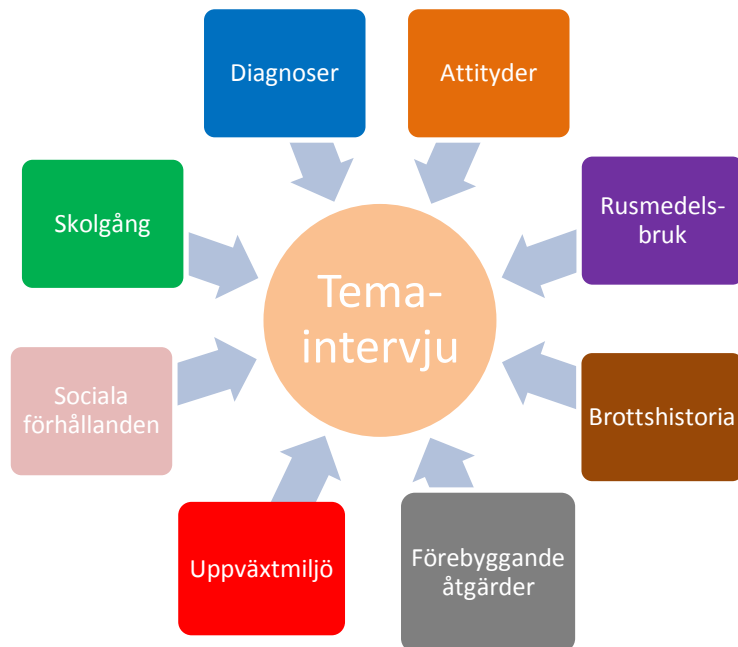 Diagnoser
Attityder
Skolgång
Rusmedels-
bruk
Tema-
intervju
Sociala
förhållanden
Brottshistoria
Uppväxtmiljö
Förebyggande
åtgärder